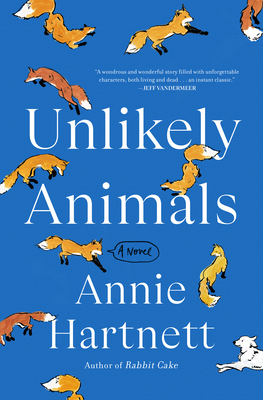 "A wondrous and wonderful story filled with unforgettable
characters, both living and dead . . . an instant classic."
—JEFF VANDERMEER
Unlikely
Animals
A Novel
Annie
Hartnett
Author of Rabbit Cake